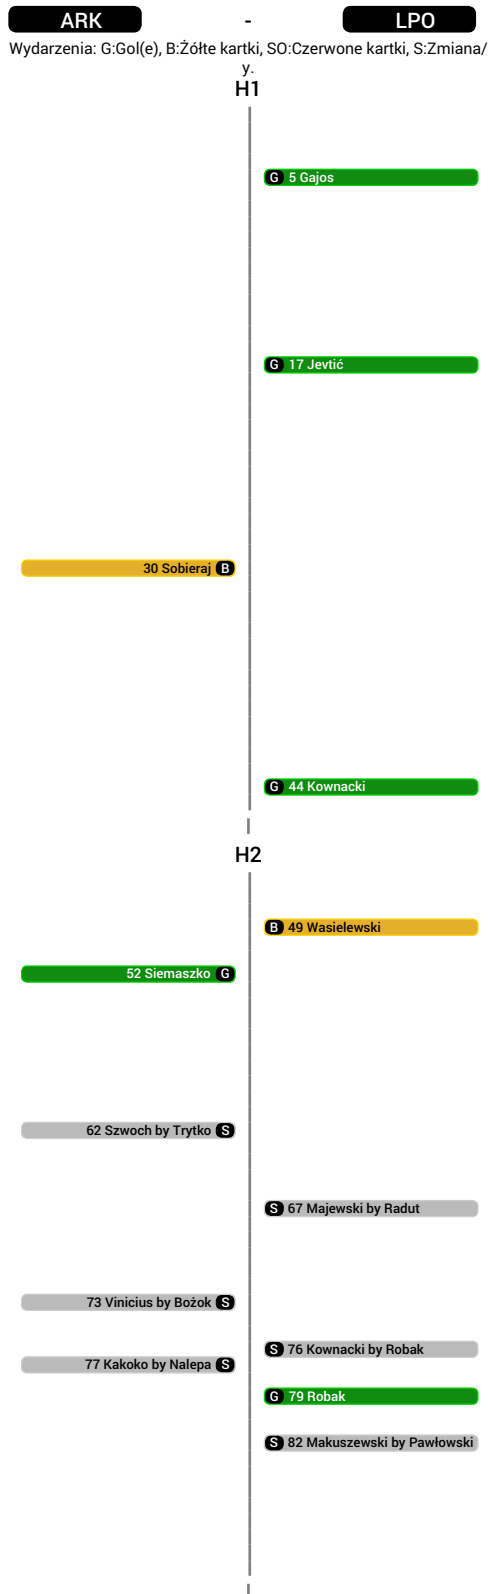 ARK - LPO
Wydarzenia: G:Gol(e), B:Żółte kartki, SO:Czerwone kartki, S:Zmiana/
y.
H1
G 5 Gajos
G 17 Jevtić
30 Sobieraj B
G 44 Kownacki
H2
B 49 Wasielewski
52 Siemaszko G
62 Szwoch by Trytko S
S 67 Majewski by Radut
73 Vinicius by Bożok S
S 76 Kownacki by Robak
77 Kakoko by Nalepa S
G 79 Robak
S 82 Makuszewski by Pawłowski